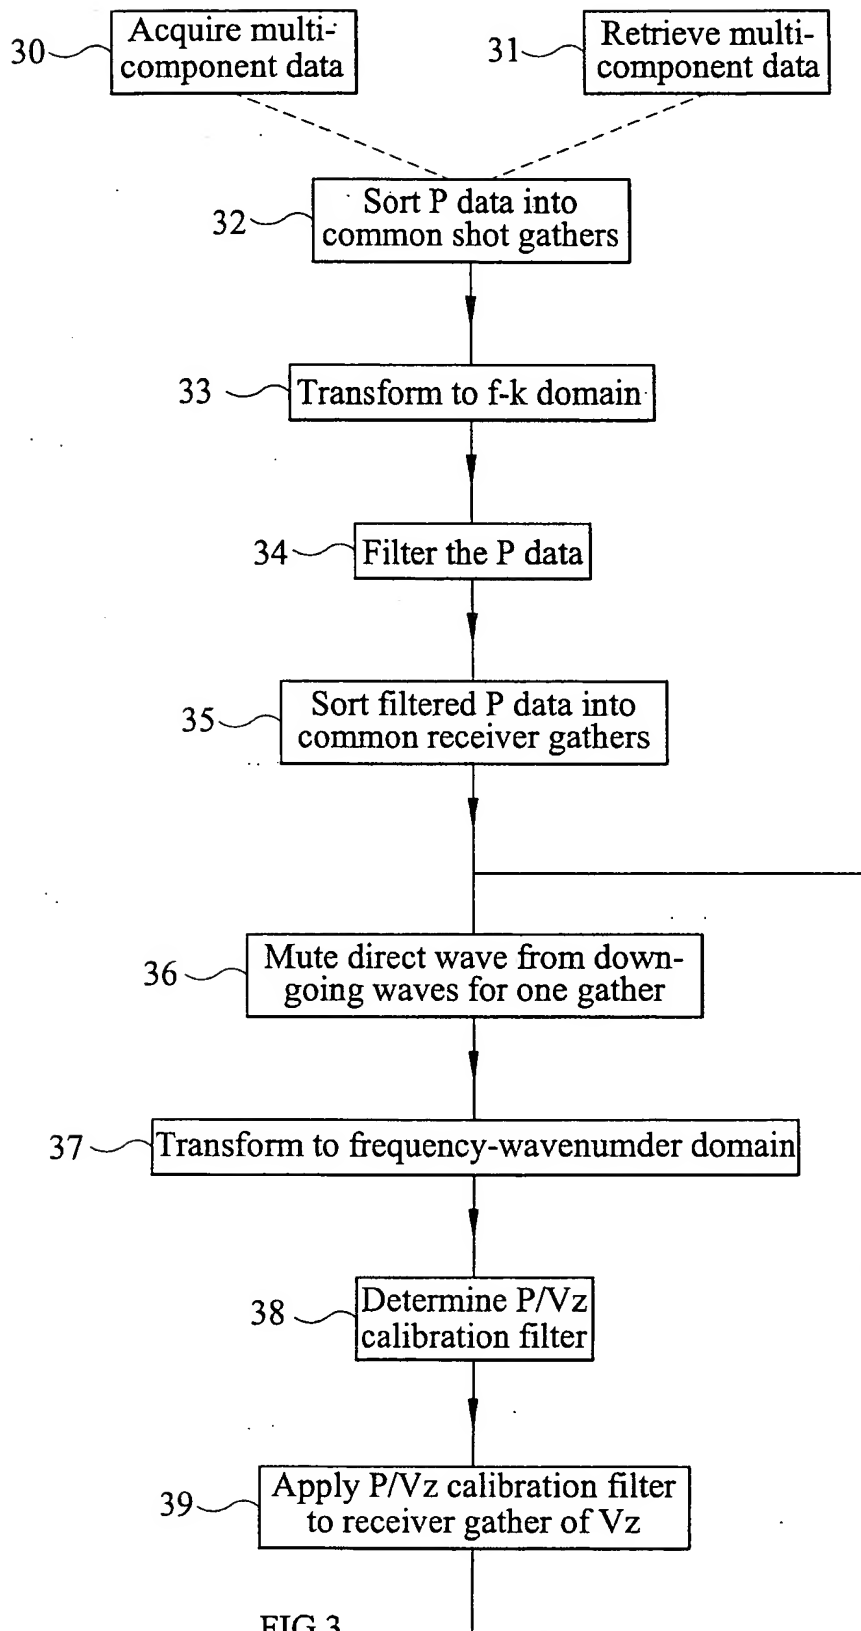 30
Acquire multi-
component data
31
Retrieve multi-
component data
32
Sort P data into
common shot gathers
33
Transform to f-k domain
34
Filter the P data
35
Sort filtered P data into
common receiver gathers
36
Mute direct wave from down-
going waves for one gather
37
Transform to frequency-wavenumder domain
38
Determine P/Vz
calibration filter
39
Apply P/Vz calibration filter
to receiver gather of Vz
FIG 3